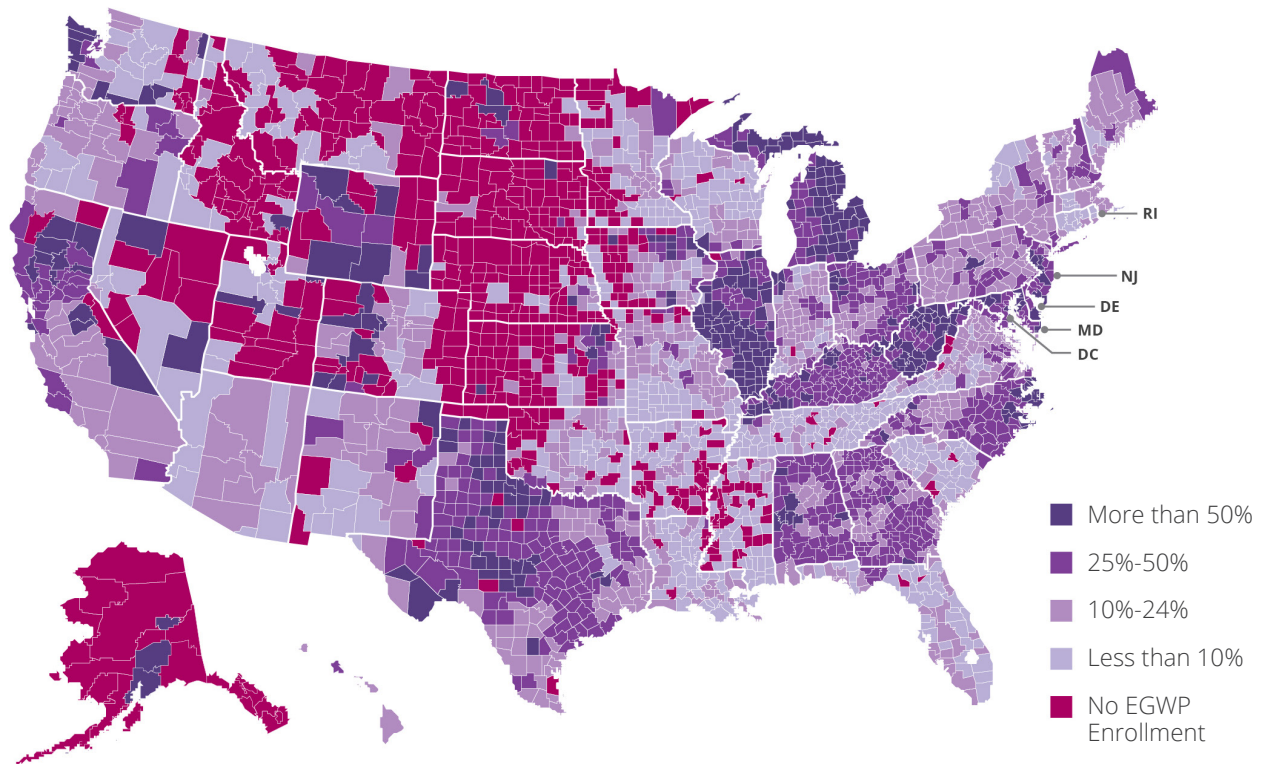 RI
NJ
DE
MD
DC
More than 50%
25%-50%
10%-24%
Less than 10%
No EGWP
Enrollment